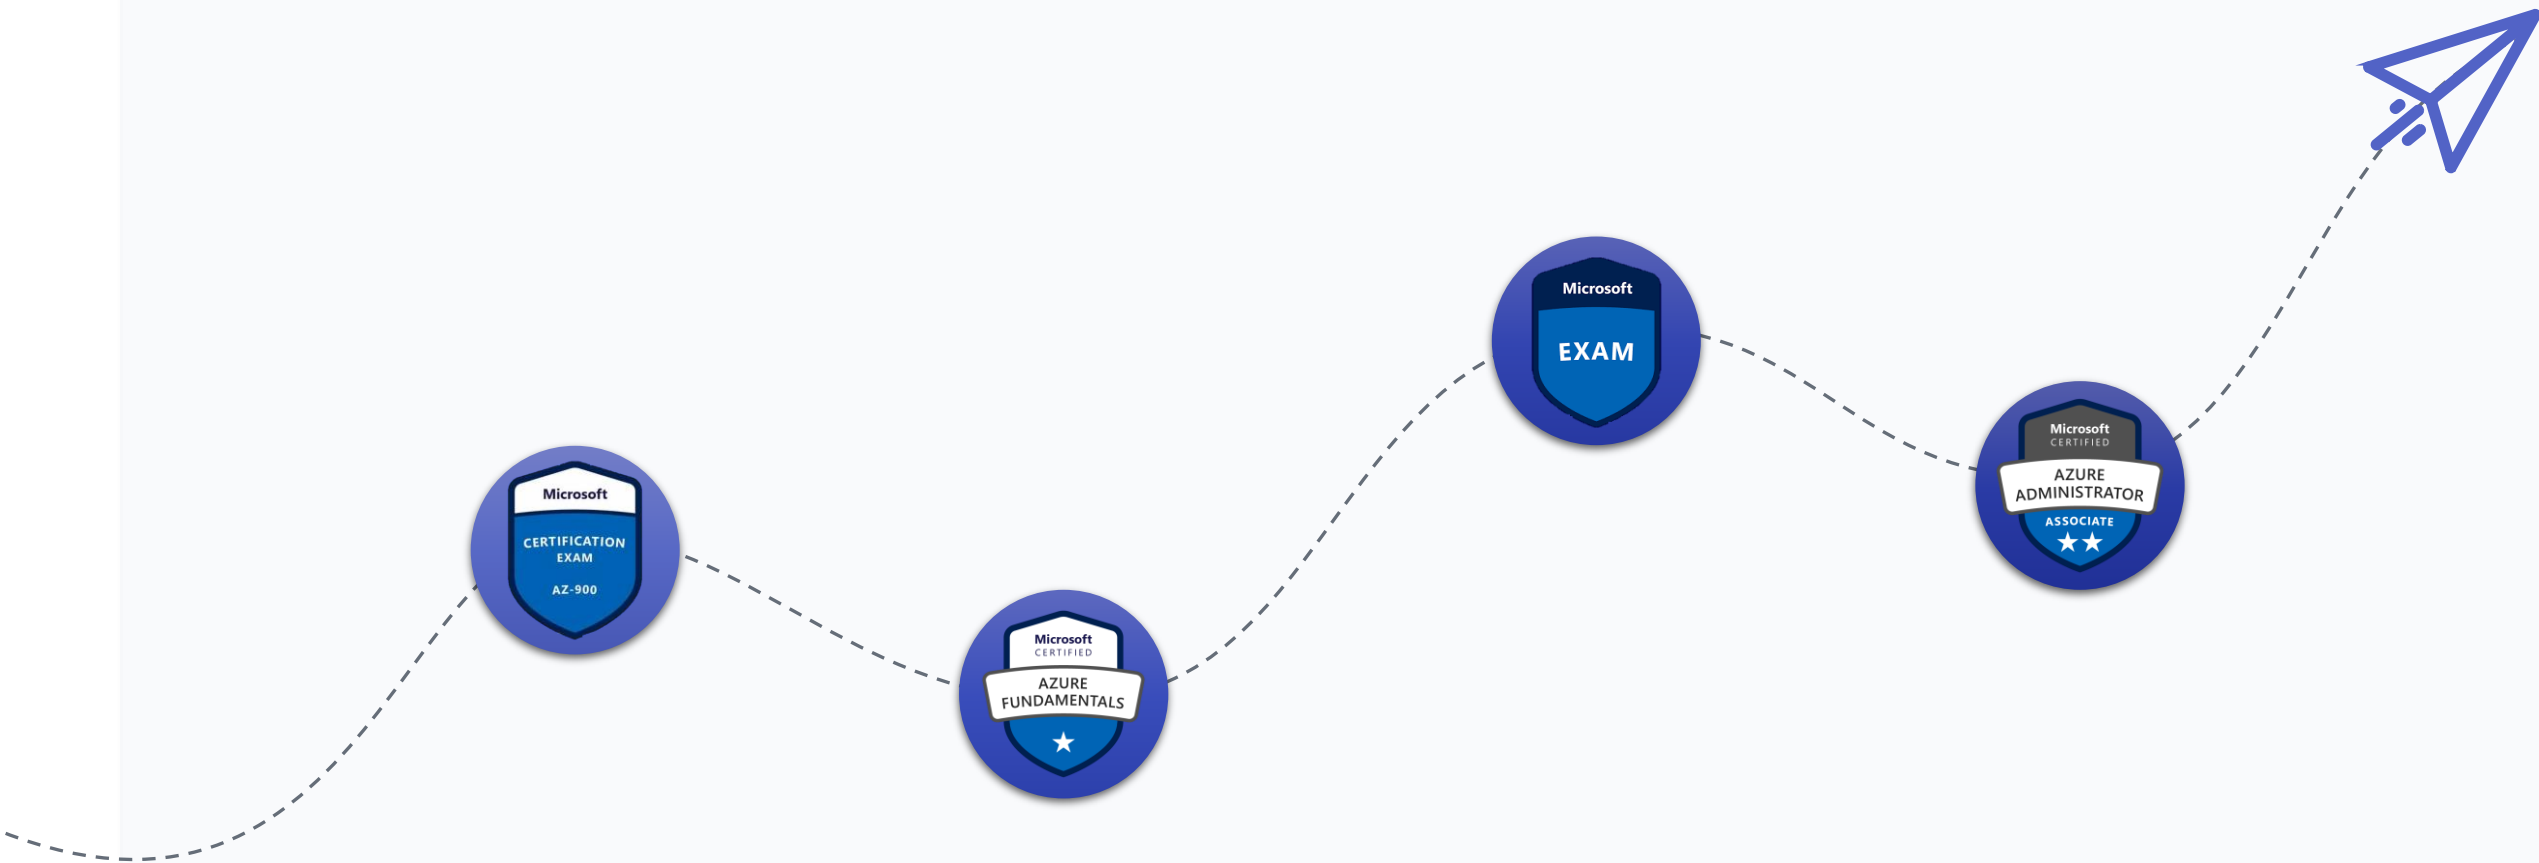 Microsoft
CERTIFICATION
EXAM
AZ-900
Microsoft
CERTIFIED
AZURE
FUNDAMENTALS
Microsoft
EXAM
Microsoft
CERTIFIED
AZURE
ADMINISTRATOR
ASSOCIATE